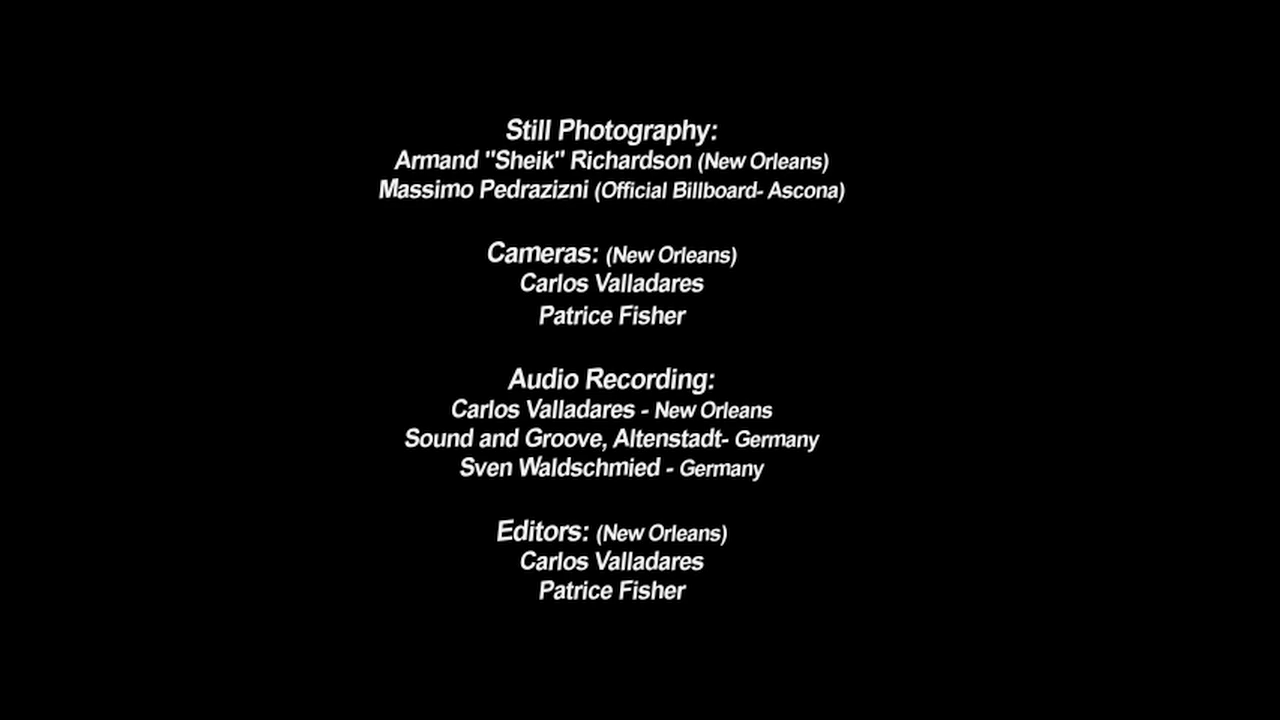 Still Photography:
Armand "Sheik" Richardson (New Orleans)
Massimo Pedrazizni (Official Billboard- Ascona)
Cameras: (New Orleans)
Carlos Valladares
Patrice Fisher
Audio Recording:
Carlos Valladares - New Orleans
Sound and Groove, Altenstadt- Germany
Sven Waldschmied - Germany
Editors: (New Orleans)
Carlos Valladares
Patrice Fisher